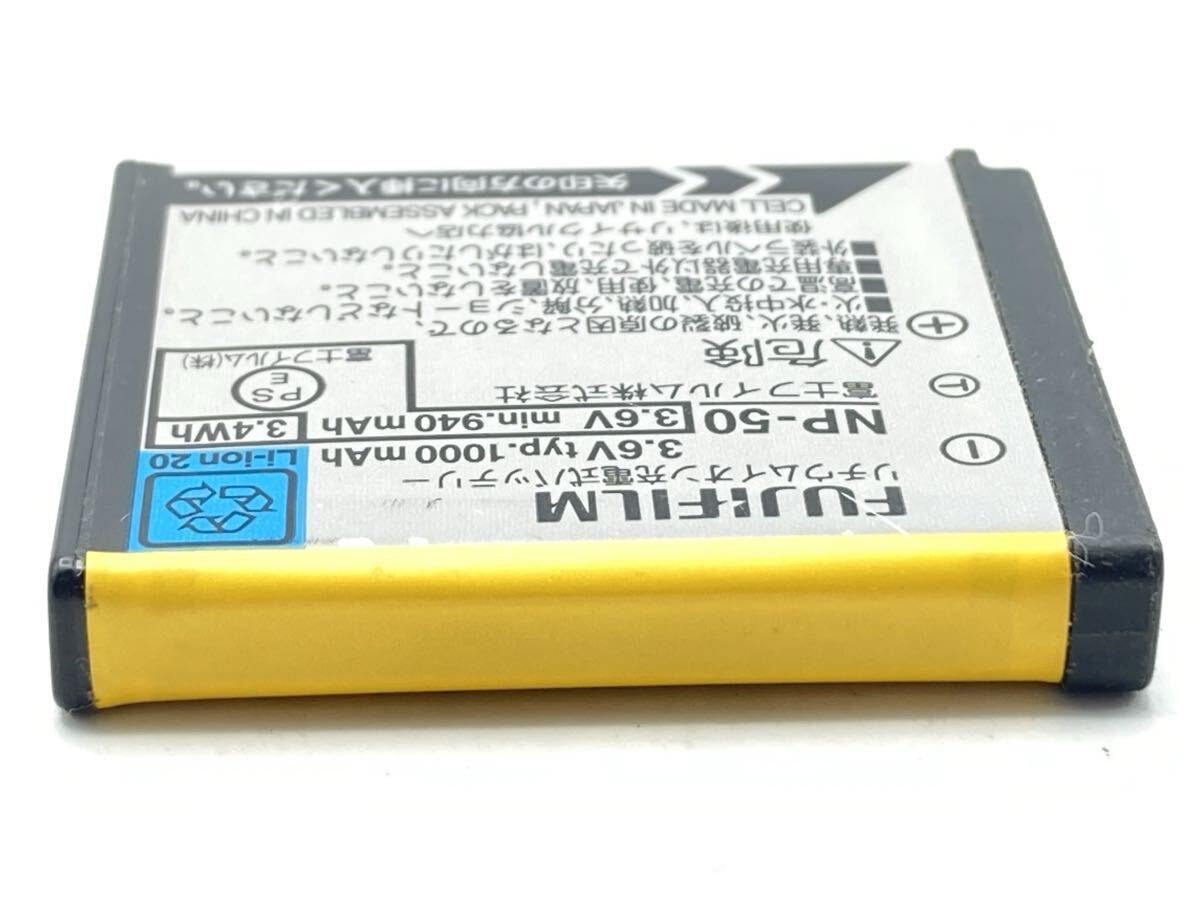 FUJIFILM
リチウムイオン充電式バッテリー
3.6V typ.1000 mAh
Li-ion 20
NP-50
3.6V min.940 mAh
3.4Wh
富士フイルム株式会社
PS
E
富士フイルム(株)
− T +
⚠危険
発熱、発火、破裂の原因となるので、
■火・水中投入、加熱、分解、ショートなどしないこと。
■高温での充電、使用、放置をしないこと。
■専用充電器以外で充電しないこと。
■外装ラベルを破ったり、はがしたりしないこと。
使用後は、リサイクル協力店へ
CELL MADE IN JAPAN, PACK ASSEMBLED IN CHINA
矢印の方向に挿入ください。